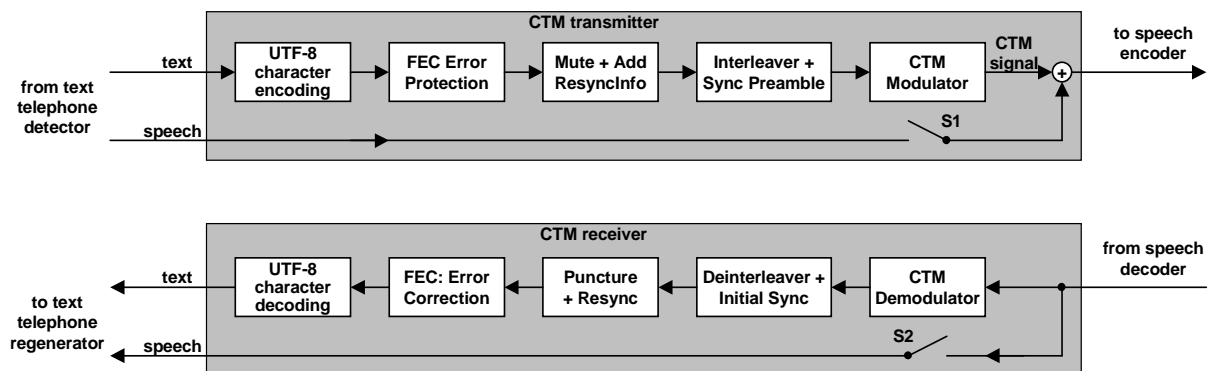 CTM transmitter
from text
telephone
detector
text
speech
UTF-8
character
encoding
FEC Error
Protection
Mute + Add
ResyncInfo
Interleaver +
Sync Preamble
CTM
Modulator
CTM
signal
+
S1
to speech
encoder
CTM receiver
to text
telephone
regenerator
text
speech
UTF-8
character
decoding
FEC: Error
Correction
Puncture
+ Resync
Deinterleaver +
Initial Sync
CTM
Demodulator
S2
from speech
decoder